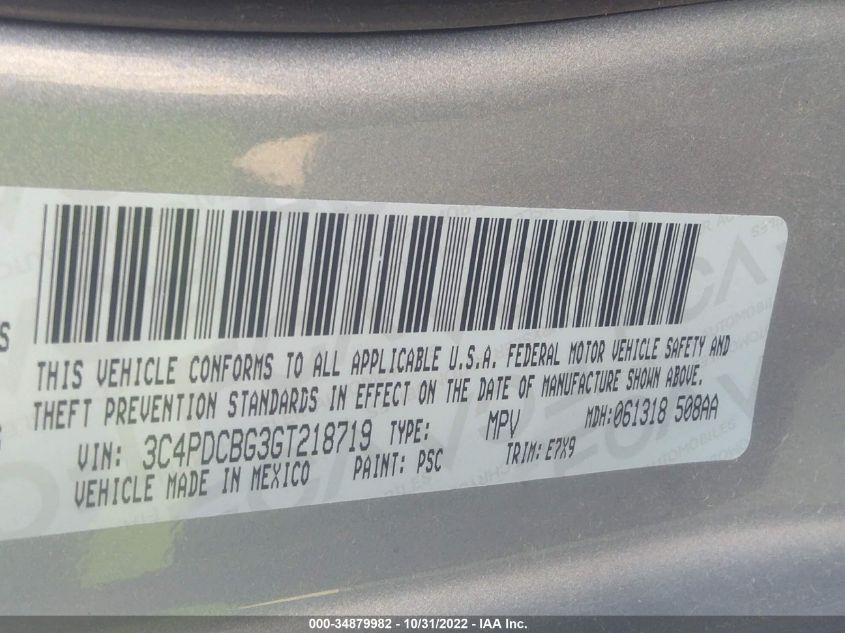 S
THIS VEHICLE CONFORMS TO ALL APPLICABLE U.S.A. FEDERAL MOTOR VEHICLE SAFETY AND
THEFT PREVENTION STANDARDS IN EFFECT ON THE DATE OF MANUFACTURE SHOWN ABOVE.
VIN: 3C4PDCBG3GT218719 TYPE: MPV MDH:061318 508AA
VEHICLE MADE IN MEXICO PAINT: PSC TRIM: E7X9
000-34879982 - 10/31/2022 - IAA Inc.